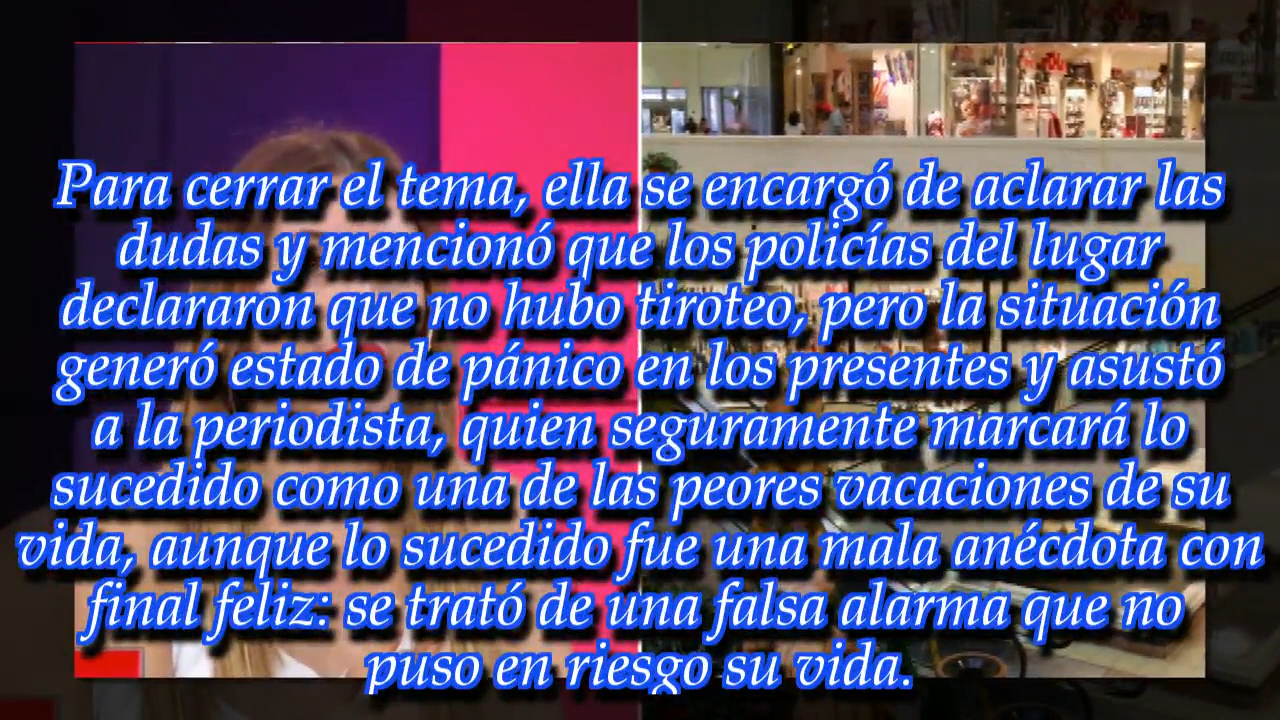 Para cerrar el tema, ella se encargó de aclarar las
dudas y mencionó que los policías del lugar
declararon que no hubo tiroteo, pero la situación
generó estado de pánico en los presentes y asustó
a la periodista, quien seguramente marcará lo
sucedido como una de las peores vacaciones de su
vida, aunque lo sucedido fue una mala anécdota con
final feliz: se trató de una falsa alarma que no
puso en riesgo su vida.